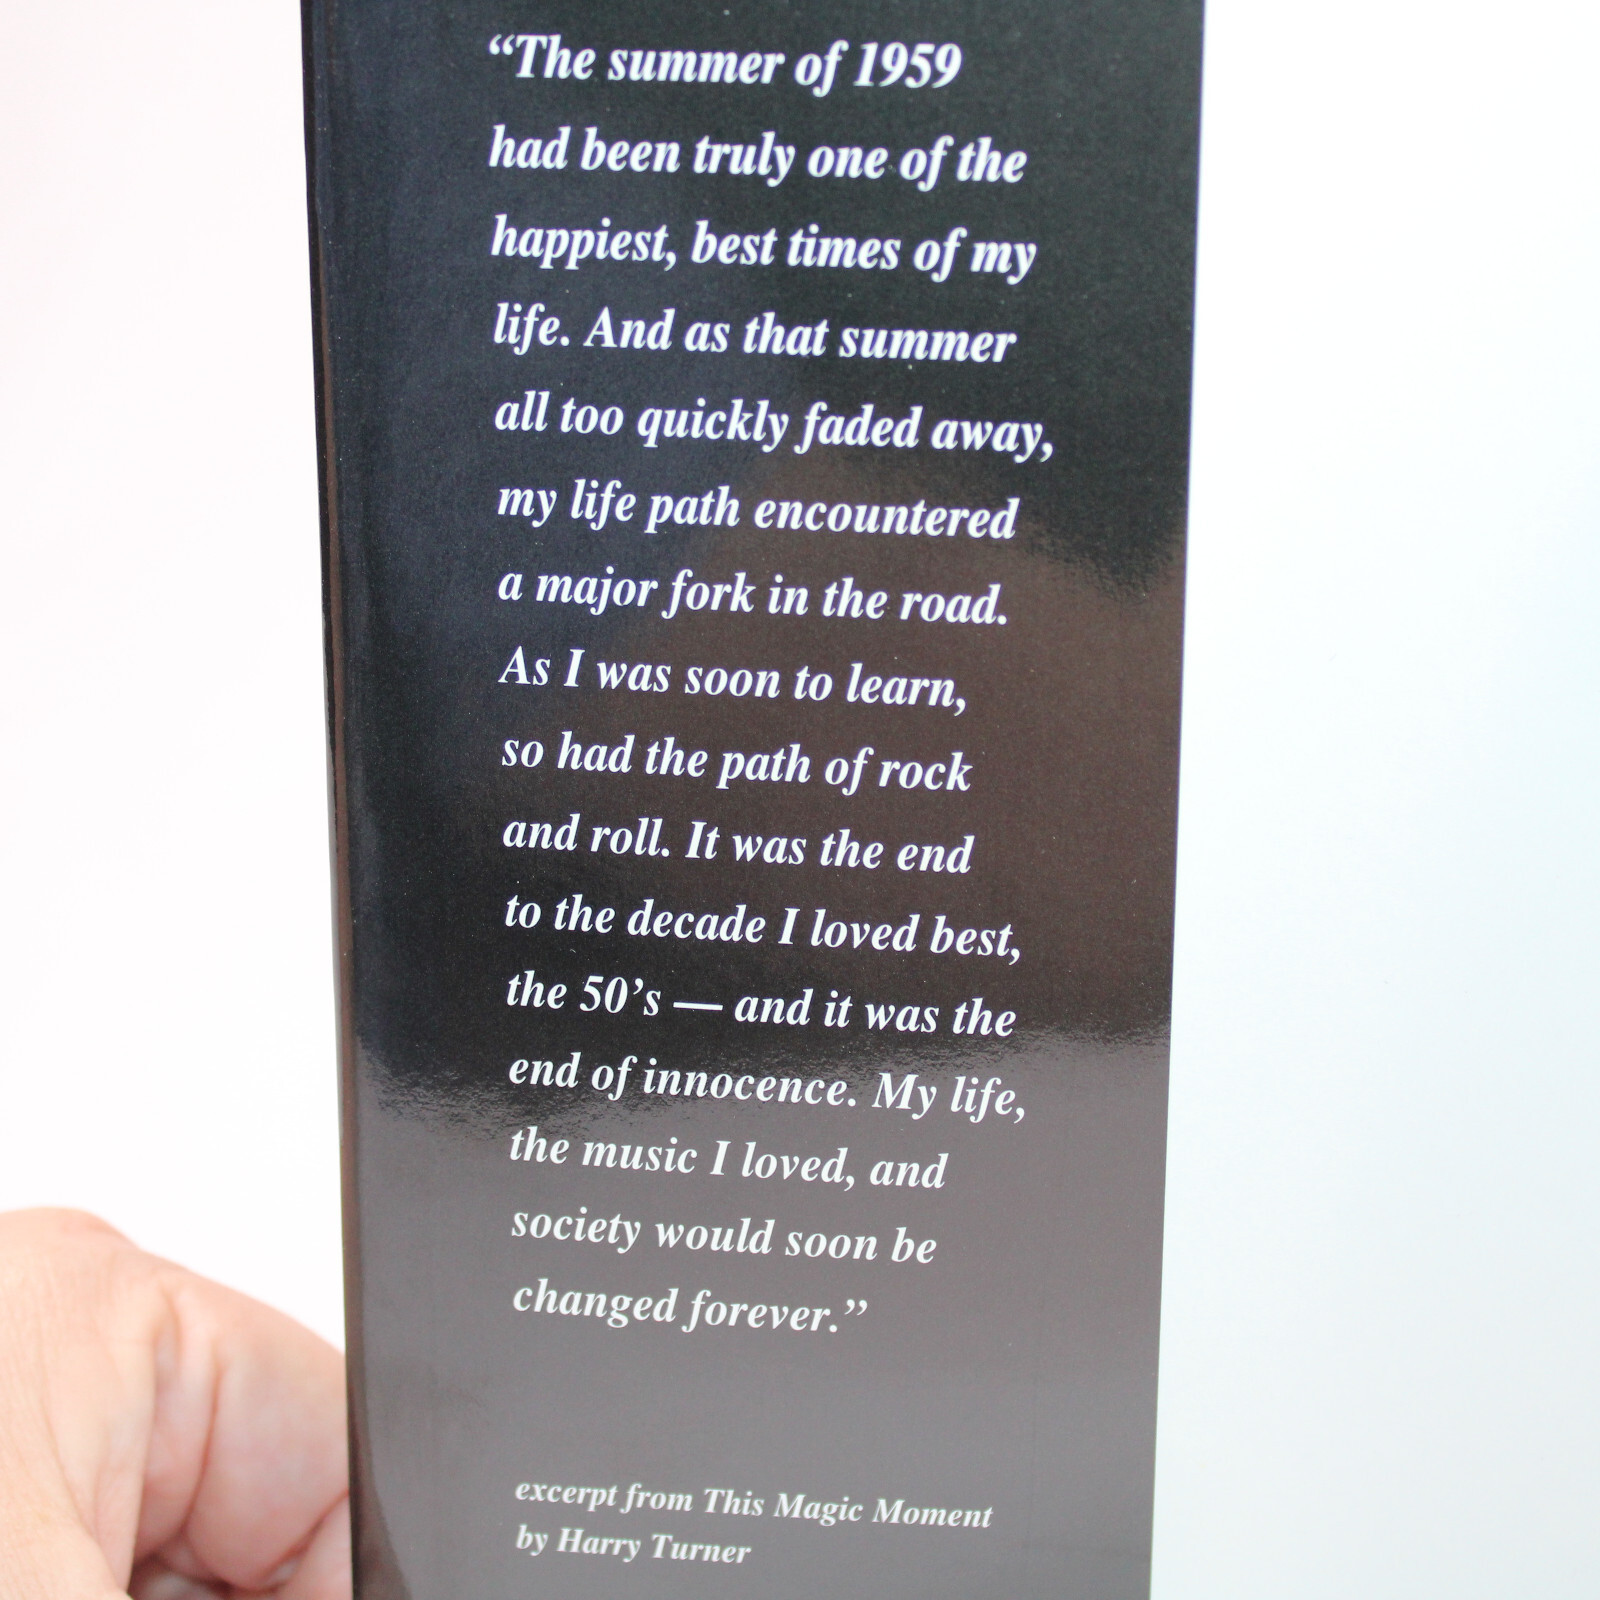 “The summer of 1959
had been truly one of the
happiest, best times of my
life. And as that summer
all too quickly faded away,
my life path encountered
a major fork in the road.
As I was soon to learn,
so had the path of rock
and roll. It was the end
to the decade I loved best,
the 50’s — and it was the
end of innocence. My life,
the music I loved, and
society would soon be
changed forever.”
excerpt from This Magic Moment
by Harry Turner